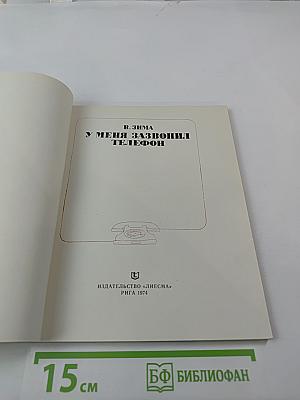 В. ЗИМА
У МЕНЯ ЗАЗВОНИЛ
ТЕЛЕФОН
ИЗДАТЕЛЬСТВО «ЛИЕСМА»
РИГА 1974
15 см
БФ БИБЛИОФАН